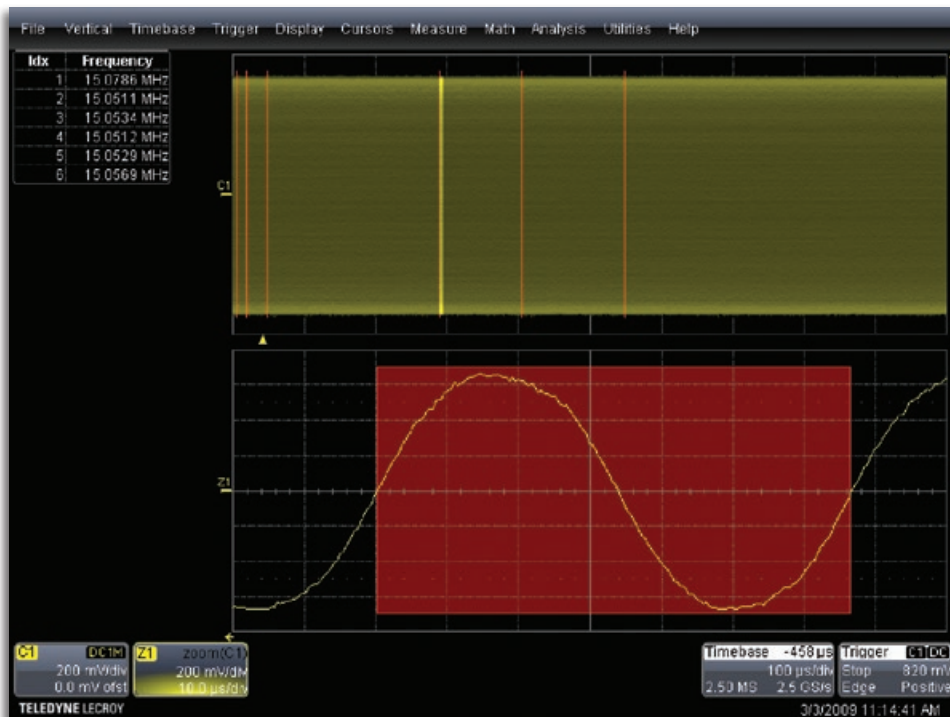 File Vertical Timebase Trigger Display Cursors Measure Math Analysis Utilities Help
Idx Frequency
1 15.0786 MHz
2 15.0511 MHz
3 15.0534 MHz
4 15.0512 MHz
5 15.0529 MHz
6 15.0569 MHz
C1
Z1
C1 DC1M
200 mV/div
0.0 mV ofst
Z1 zoom(C1)
200 mV/div
10.0 µs/div
Timebase -458 µs
100 µs/div
2.50 MS 2.5 GS/s
Trigger C1 DC
Stop 820 mV
Edge Positive
TELEDYNE LECROY
3/3/2009 11:14:41 AM